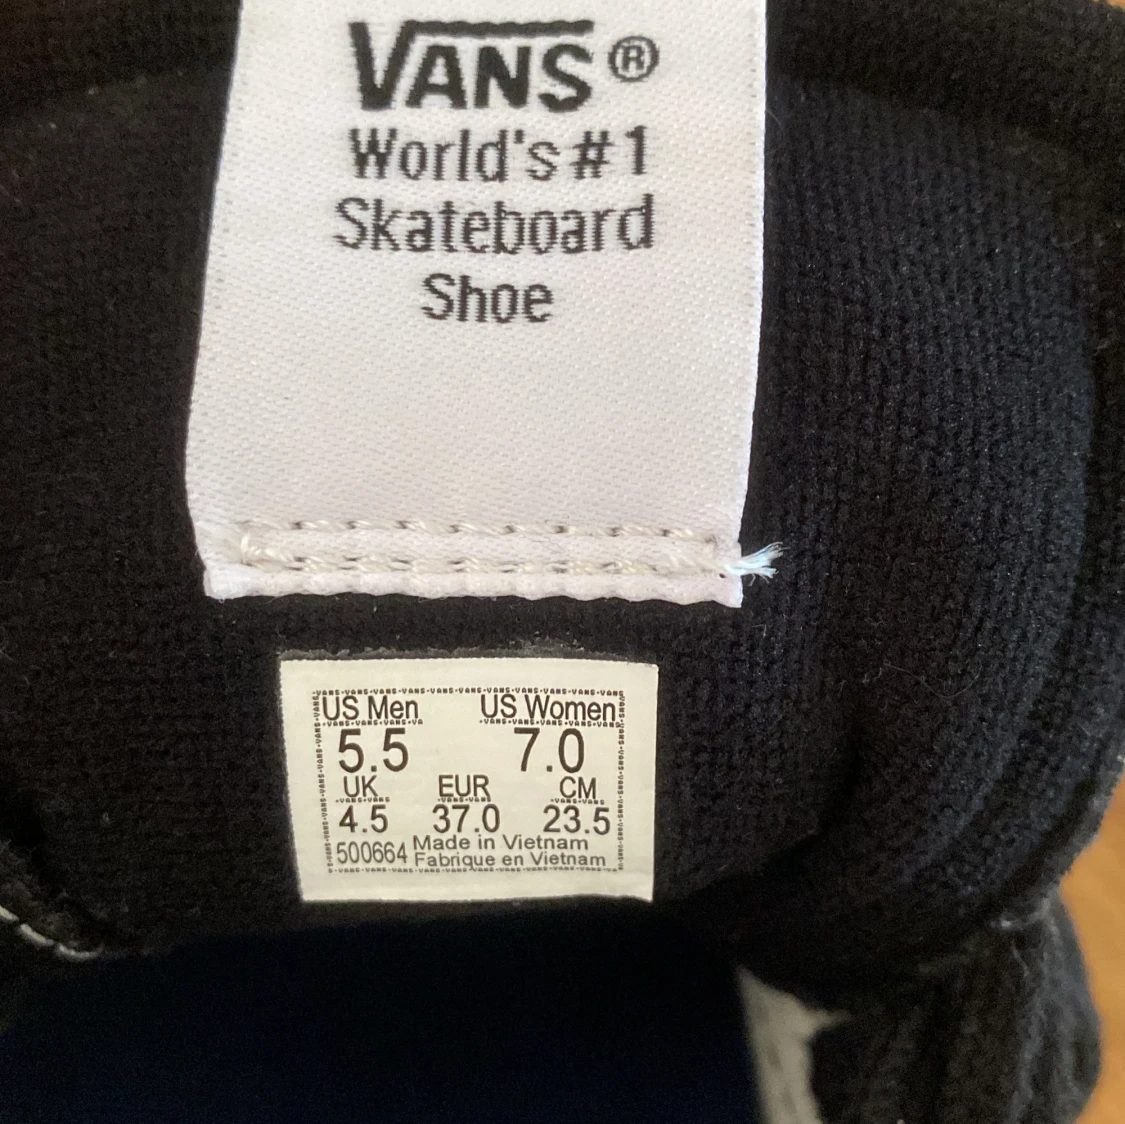 VANS®
World's #1
Skateboard
Shoe
US Men US Women
5.5 7.0
UK EUR CM
4.5 37.0 23.5
500664 Made in Vietnam
Fabrique en Vietnam